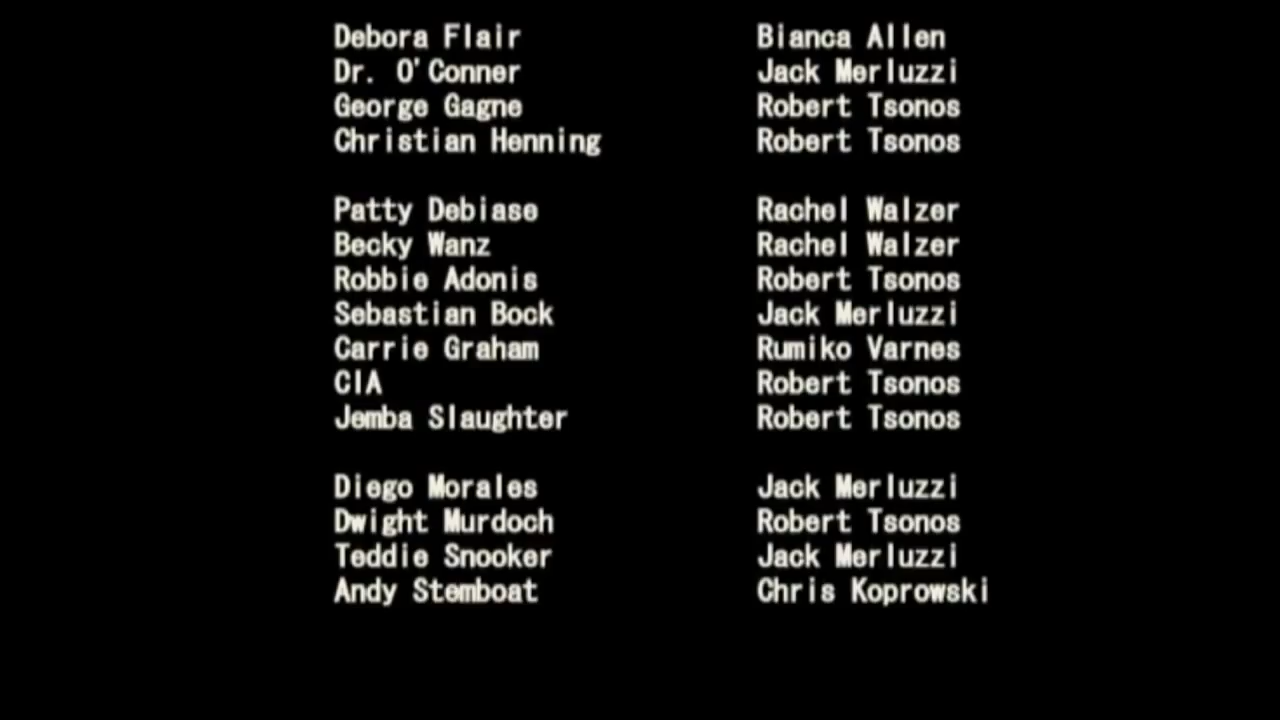 Debora Flair Bianca Allen
Dr. O'Conner Jack Merluzzi
George Gagne Robert Tsonos
Christian Henning Robert Tsonos
Patty Debiase Rachel Walzer
Becky Wanz Rachel Walzer
Robbie Adonis Robert Tsonos
Sebastian Bock Jack Merluzzi
Carrie Graham Rumiko Varnes
CIA Robert Tsonos
Jemba Slaughter Robert Tsonos
Diego Morales Jack Merluzzi
Dwight Murdoch Robert Tsonos
Teddie Snooker Jack Merluzzi
Andy Stemboat Chris Koprowski